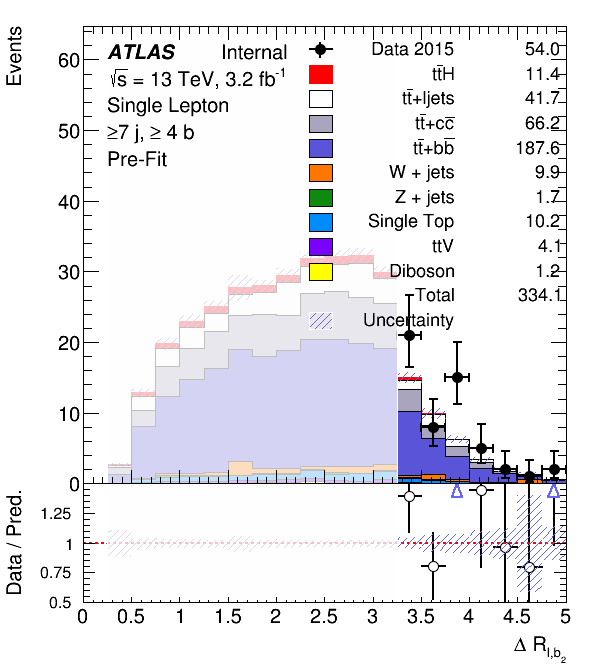 Events
60
50
40
30
20
10
0
ATLAS Internal
√s = 13 TeV, 3.2 fb⁻¹
Single Lepton
≥7 j, ≥ 4 b
Pre-Fit
Data 2015 54.0
tt̄H 11.4
tt̄+ljets 41.7
tt̄+cc̄ 66.2
tt̄+bb̄ 187.6
W + jets 9.9
Z + jets 1.7
Single Top 10.2
ttV 4.1
Diboson 1.2
Total 334.1
Uncertainty
Data / Pred.
1.25
1
0.75
0.5
0 0.5 1 1.5 2 2.5 3 3.5 4 4.5 5
Δ R_{l,b_2}